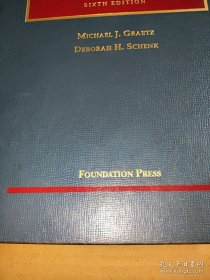 SIXTH EDITION
MICHAEL J. GRAETZ
DEBORAH H. SCHENK
FOUNDATION PRESS